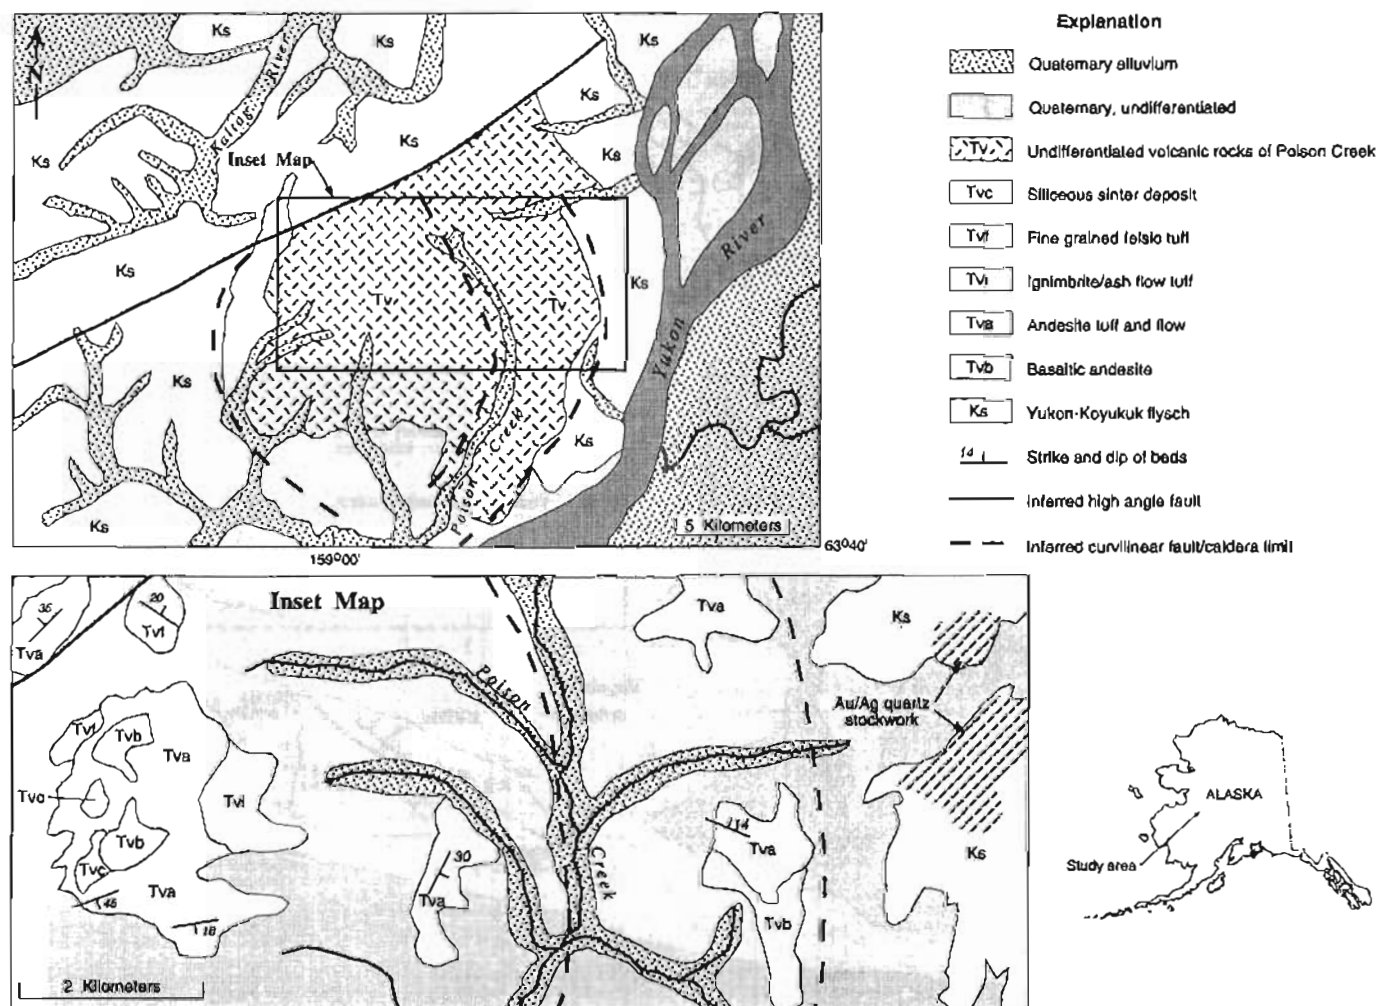 Ks
Ks
Ks
N
Kalogi River
Ks
Ks
Ks
Inset Map
Ks
Ks
Ks
Tv
Tv
Yukon River
Ks
Ks
Ks
Poison Creek
5 Kilometers
159°00'
63°40'
Explanation
Quaternary alluvium
Quaternary, undifferentiated
Tv Undifferentiated volcanic rocks of Poison Creek
Tvc Siliceous sinter deposit
Tvf Fine grained felsic tuff
Tvi Ignimbrite/ash flow tuff
Tva Andesite tuff and flow
Tvb Basaltic andesite
Ks Yukon-Koyukuk flysch
14 Strike and dip of beds
Inferred high angle fault
Inferred curvilinear fault/caldera limit
Inset Map
35
20
Tvf
Tva
Tva
Ks
Poison
Au/Ag quartz
stockwork
Tvf
Tvb
Tva
Tvc
Tvi
Tvb
14
Tva
Ks
Tvc
30
Creek
Tva
Tva
45
18
Tvb
2 Kilometers
ALASKA
Study area